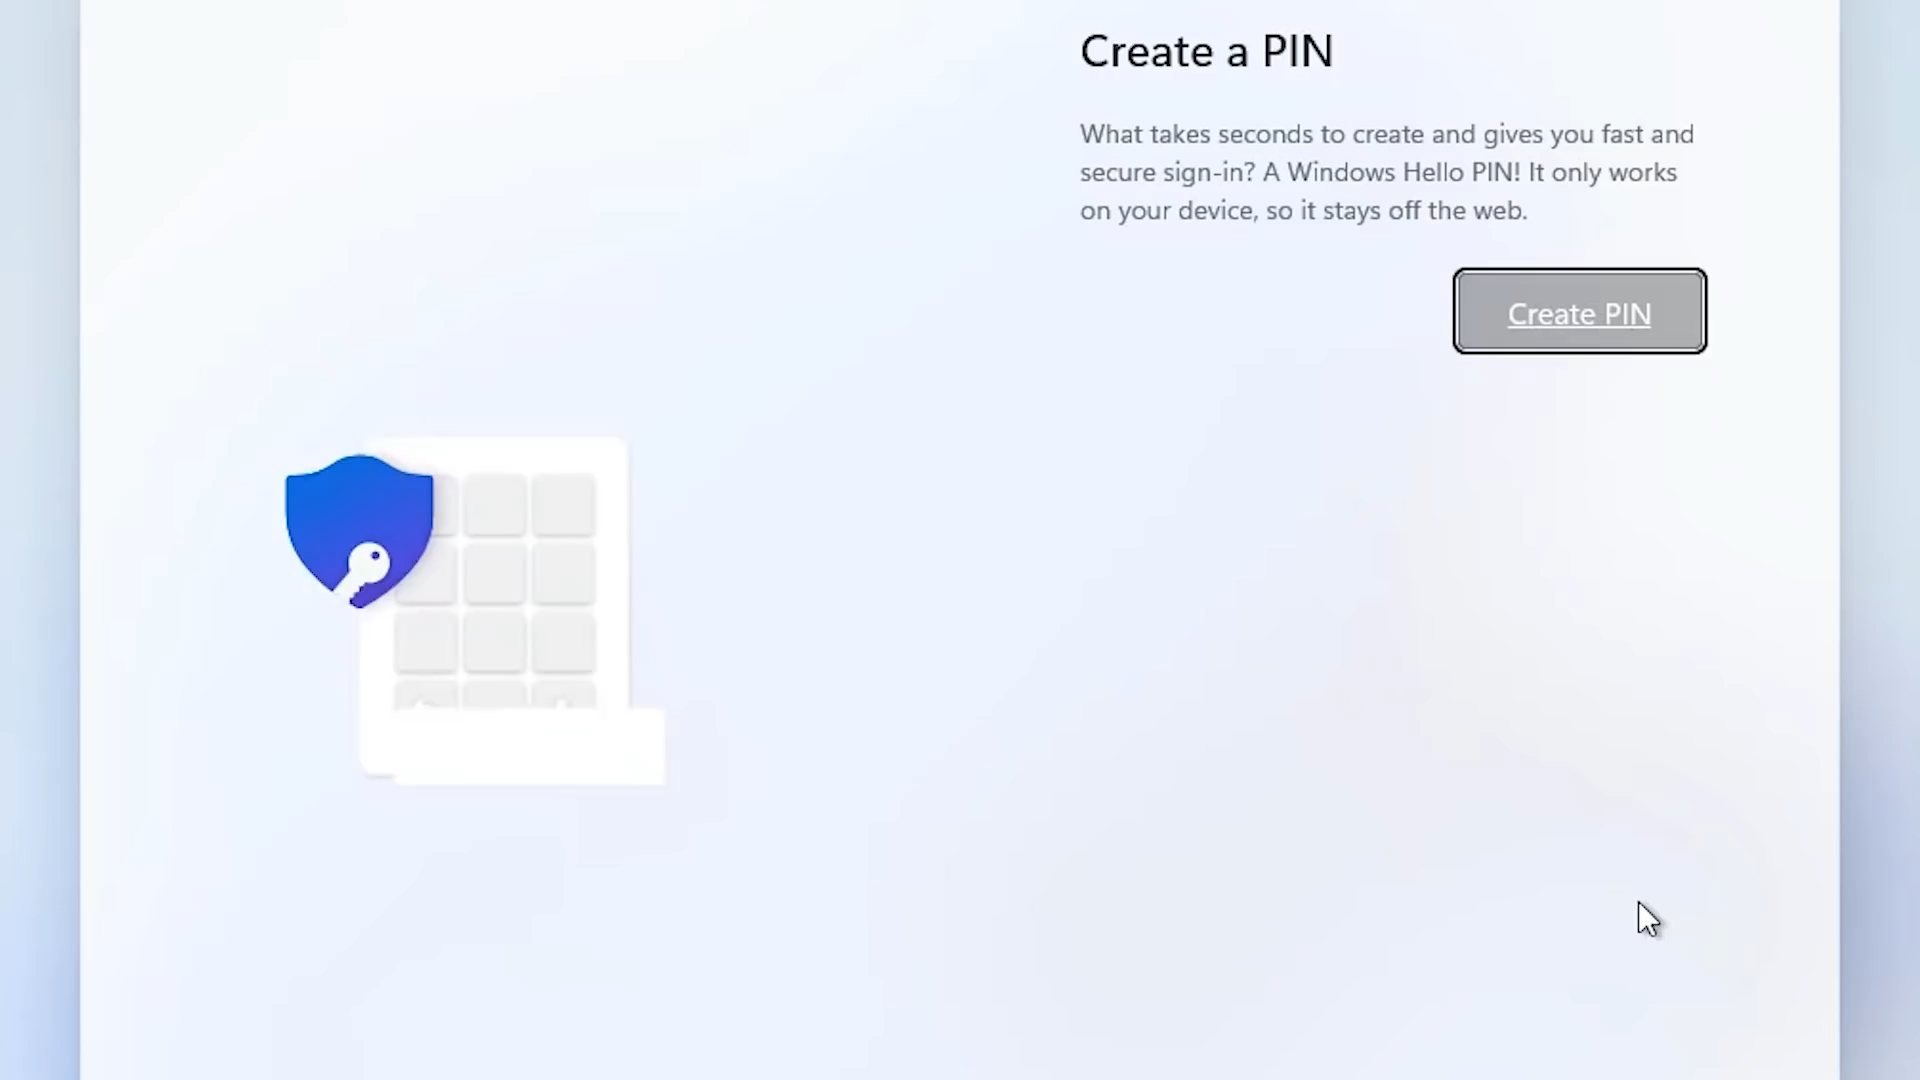 Create a PIN
What takes seconds to create and gives you fast and
secure sign-in? A Windows Hello PIN! It only works
on your device, so it stays off the web.
Create PIN